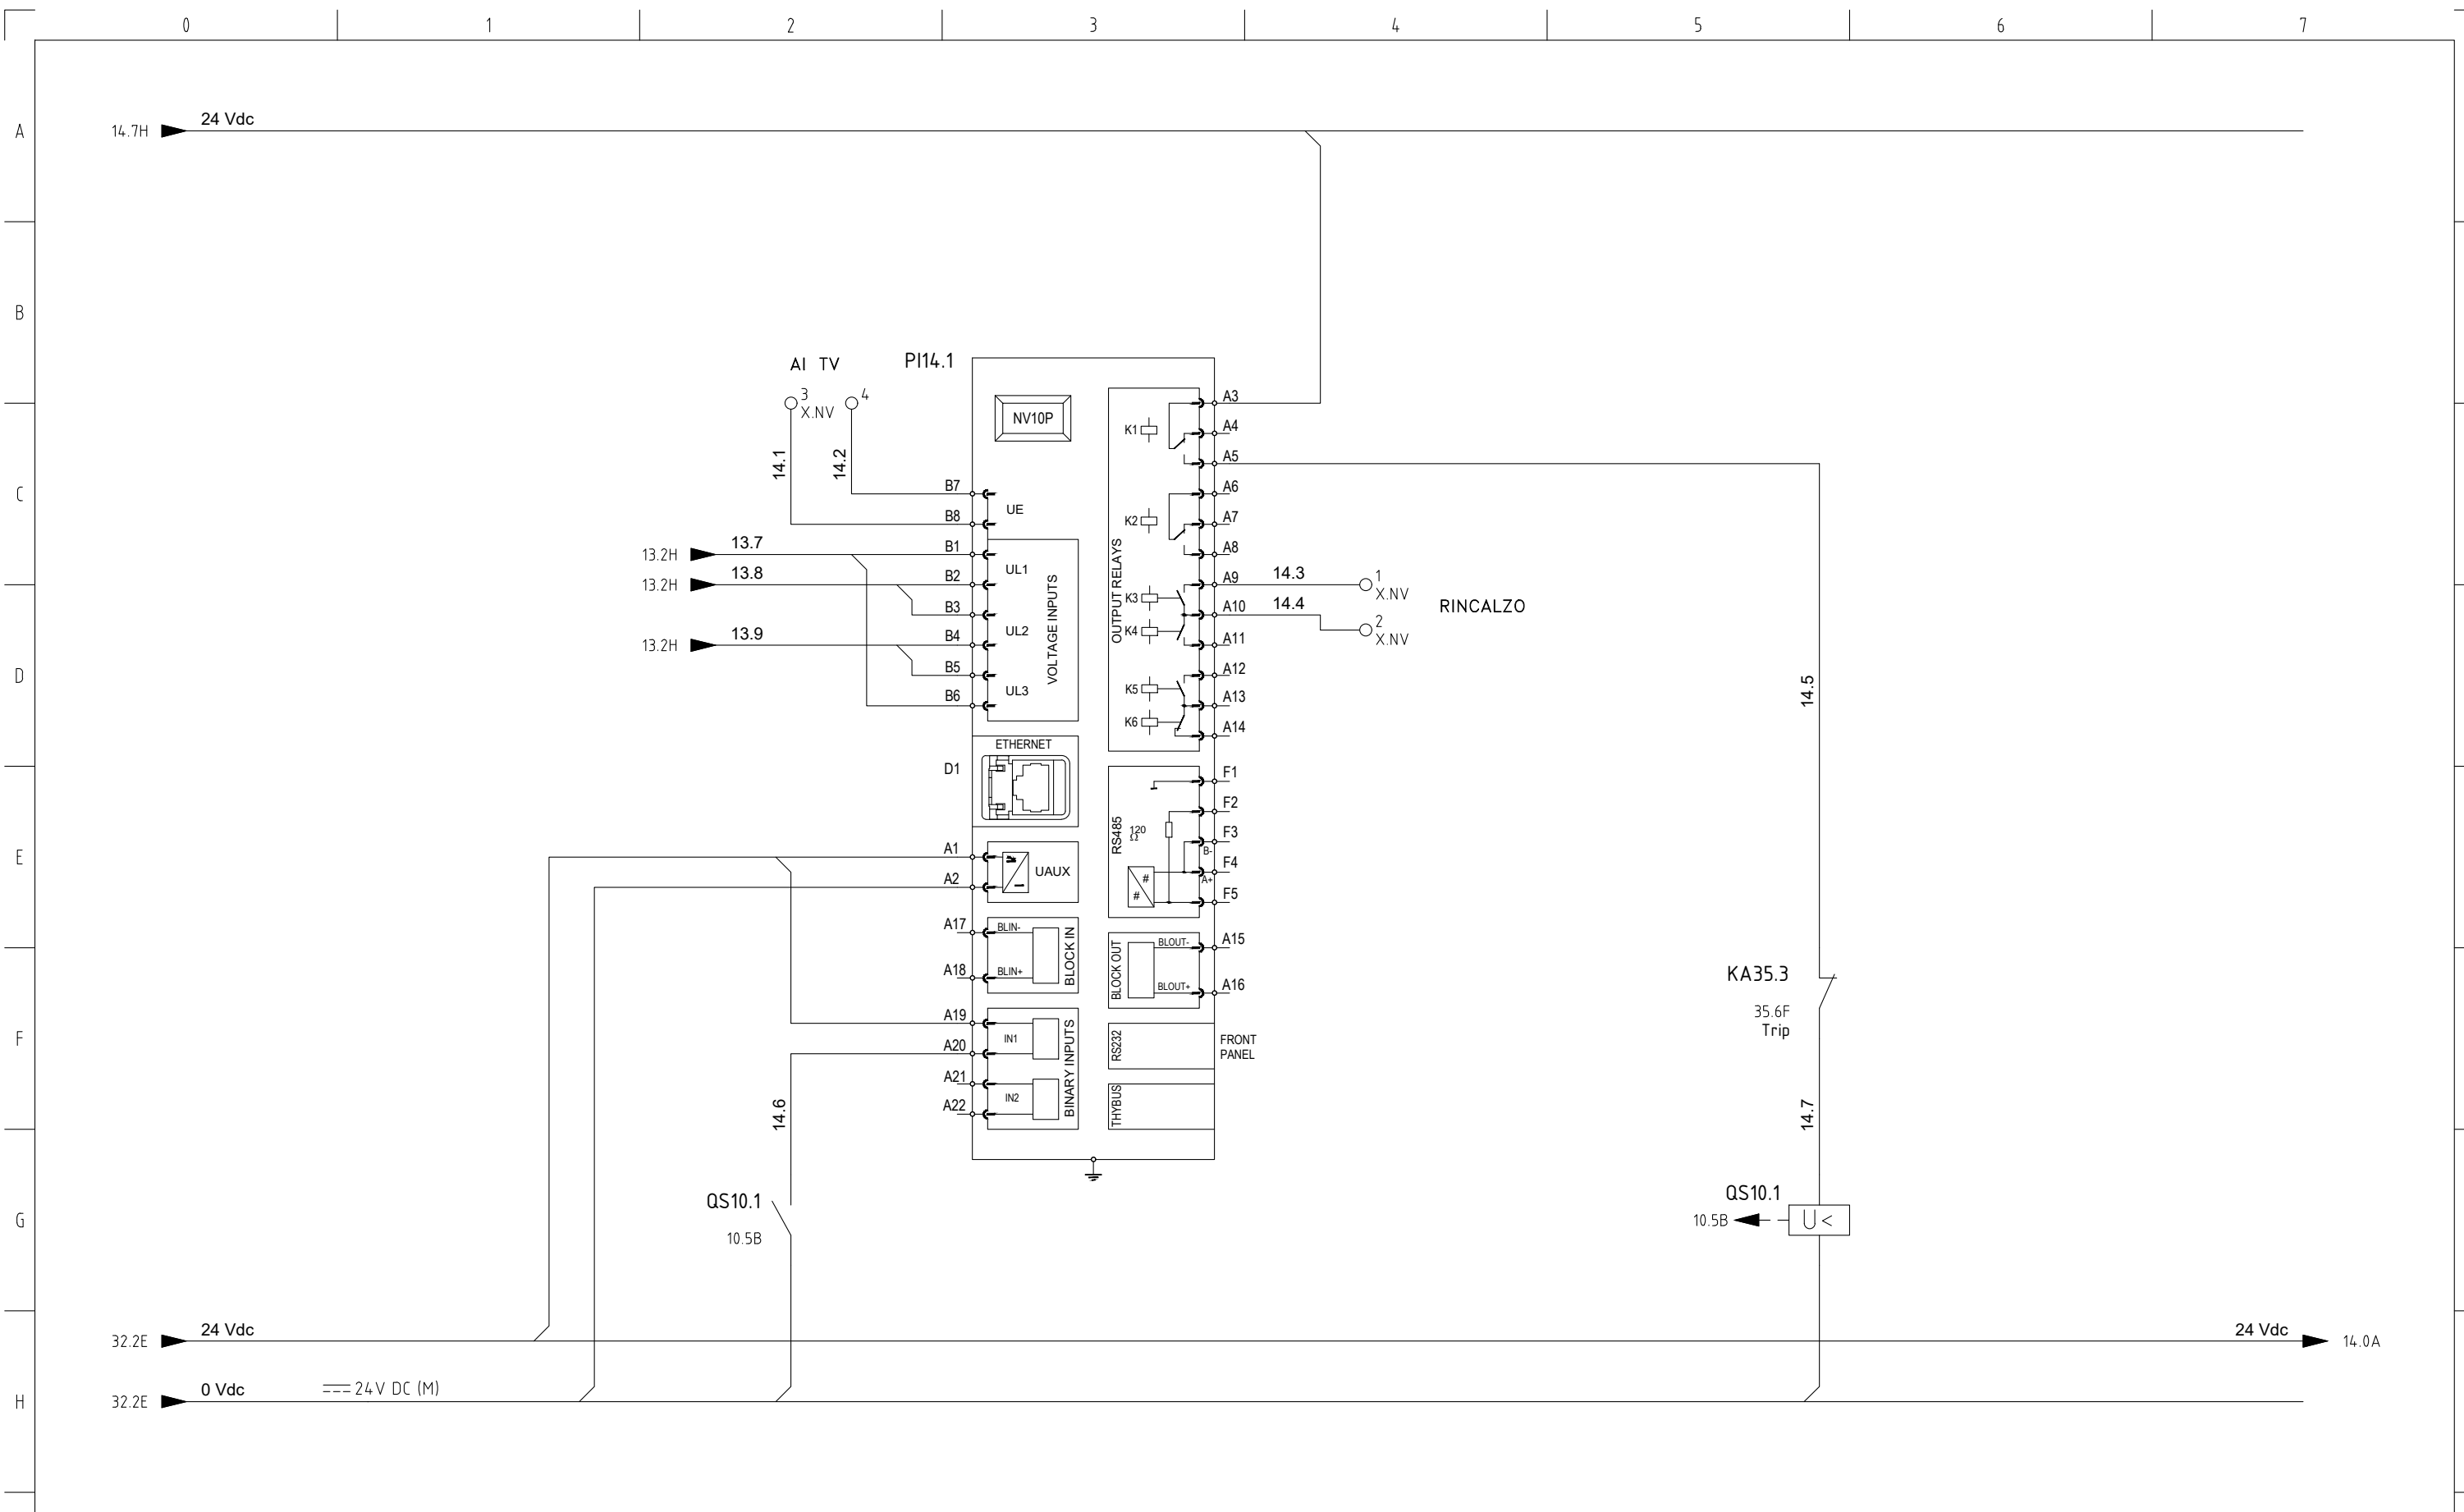 0 1 2 3 4 5 6 7
A
14.7H 24 Vdc
B
AI TV
PI14.1
3
X.NV
4
NV10P
14.1
14.2
C
B7
UE
B8
13.2H 13.7 B1
UL1
13.2H 13.8 B2
B3
UL2
13.2H 13.9 B4
B5
UL3
B6
VOLTAGE INPUTS
D
ETHERNET
D1
E
A1
UAUX
A2
A17 BLIN-
A18 BLIN+
BLOCK IN
F
A19
IN1
A20
A21
IN2
A22
BINARY INPUTS
14.6
OUTPUT RELAYS
A3
K1
A4
A5
A6
K2
A7
A8
A9 14.3 1
X.NV
K3
A10 14.4 2
X.NV
RINCALZO
K4
A11
A12
K5
A13
K6
A14
RS485
120
Ω
F1
F2
F3
B-
F4
A+
F5
#
#
BLOCK OUT
BLOUT- A15
BLOUT+ A16
RS232
FRONT
PANEL
THYBUS
14.5
KA35.3
35.6F
Trip
14.7
G
QS10.1
10.5B
QS10.1
10.5B
U<
32.2E 24 Vdc
24 Vdc 14.0A
H
32.2E 0 Vdc
24V DC (M)